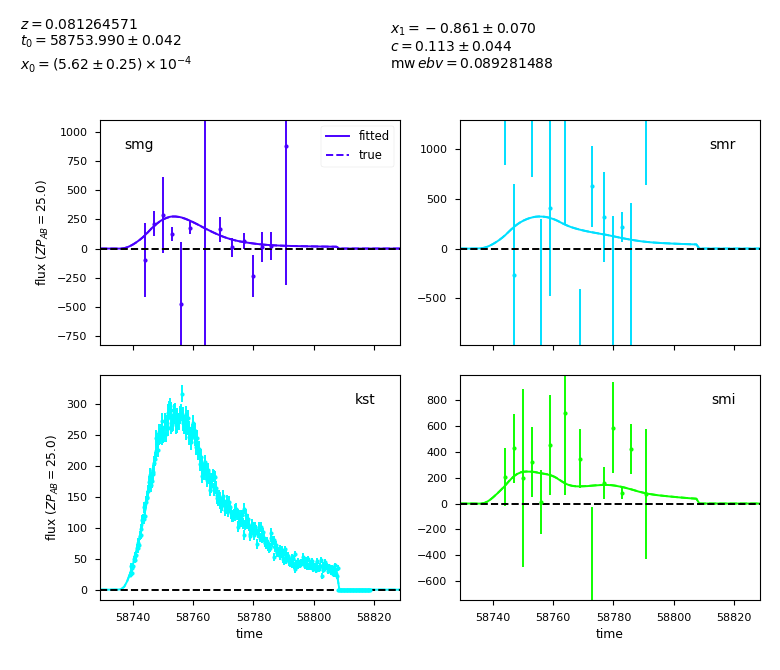 z = 0.081264571
t0 = 58753.990 ± 0.042
x0 = (5.62 ± 0.25) × 10⁻⁴
x1 = −0.861 ± 0.070
c = 0.113 ± 0.044
mwebv = 0.089281488
smg
fitted
true
1000
750
500
250
0
−250
−500
−750
flux (ZP_AB = 25.0)
smr
1000
500
0
−500
kst
300
250
200
150
100
50
0
flux (ZP_AB = 25.0)
58740 58760 58780 58800 58820
time
smi
800
600
400
200
0
−200
−400
−600
58740 58760 58780 58800 58820
time